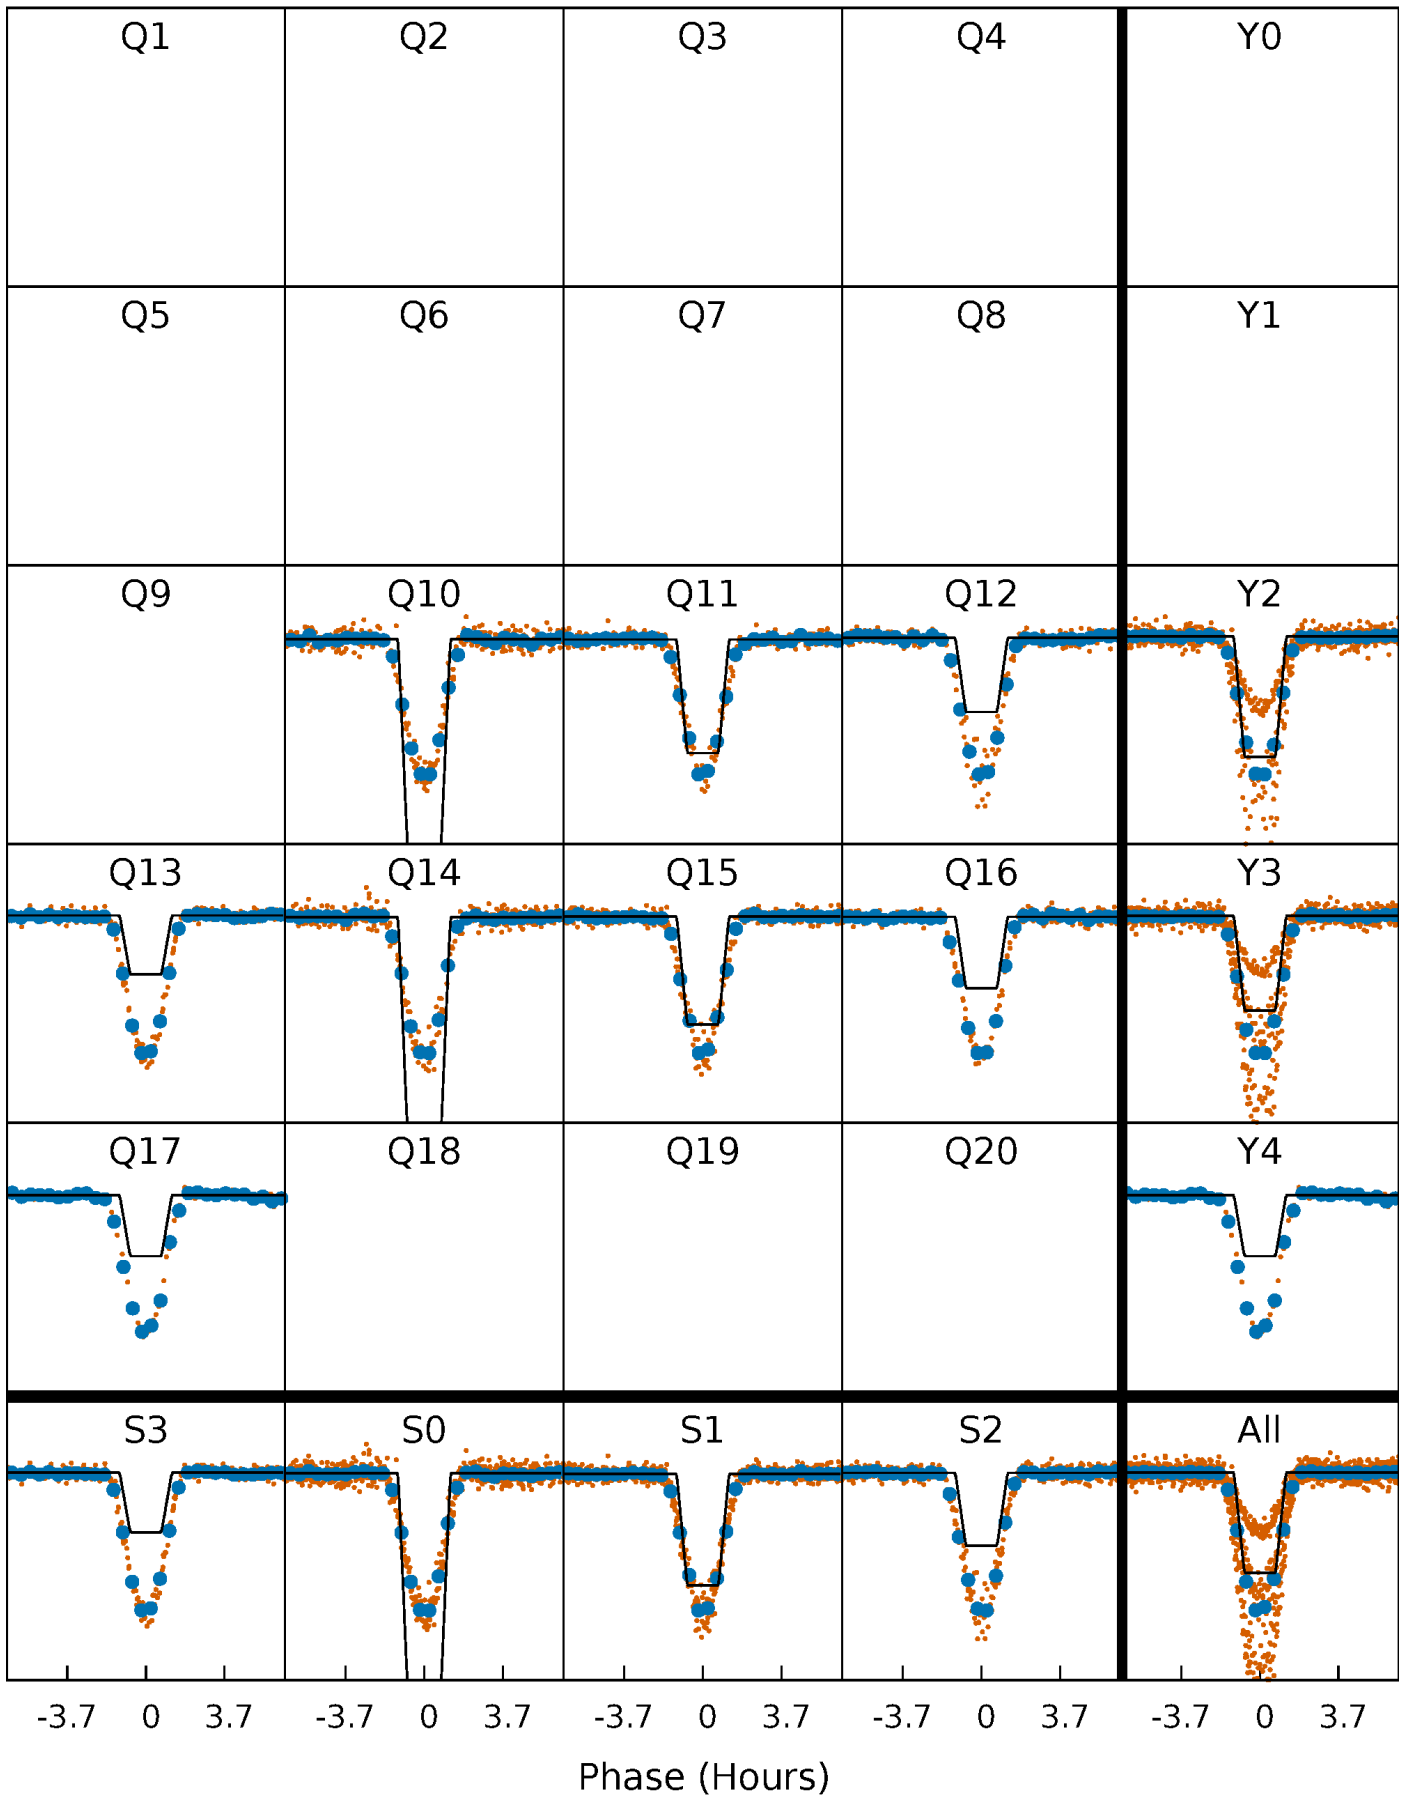 Q1 Q2 Q3 Q4 Y0
Q5 Q6 Q7 Q8 Y1
Q9 Q10 Q11 Q12 Y2
Q13 Q14 Q15 Q16 Y3
Q17 Q18 Q19 Q20 Y4
S3 S0 S1 S2 All
-3.7 0 3.7 -3.7 0 3.7 -3.7 0 3.7 -3.7 0 3.7 -3.7 0 3.7
Phase (Hours)